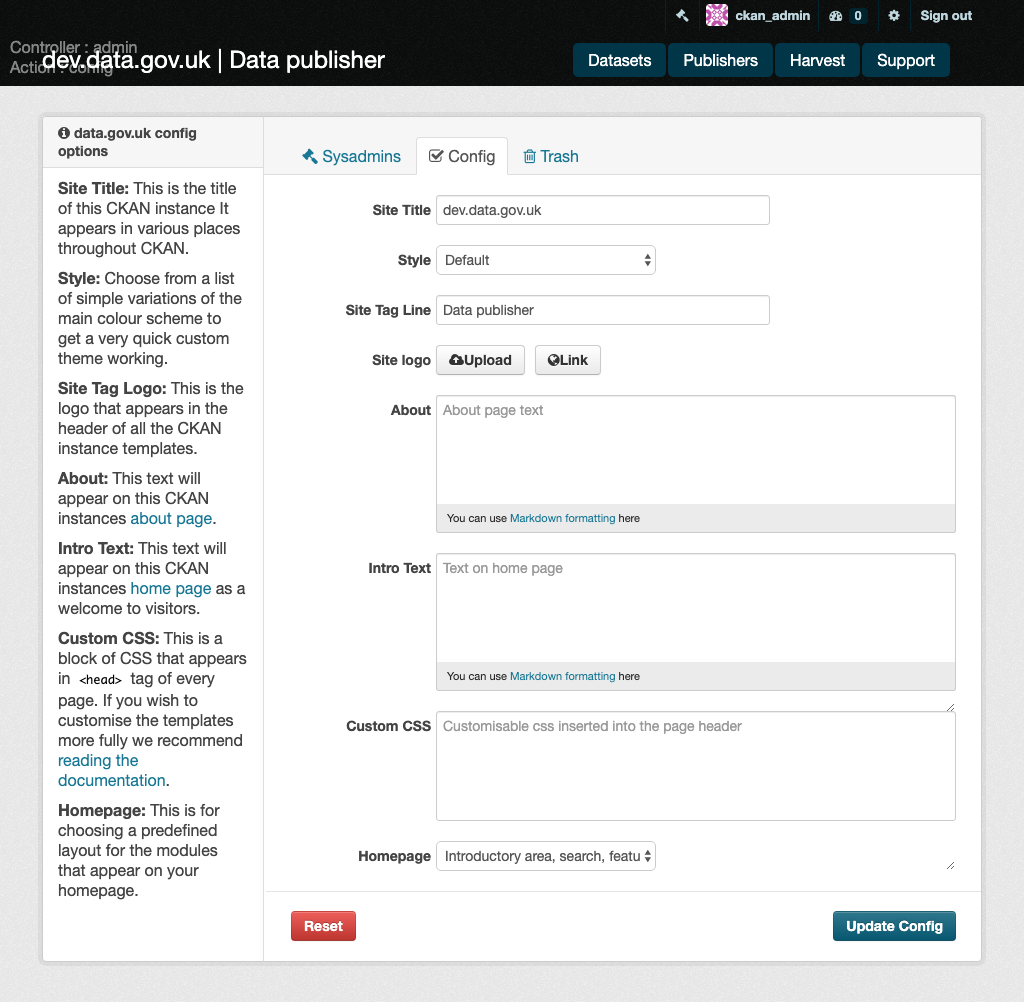 ckan_admin 0 Sign out
Controller : admin
Action : config
dev.data.gov.uk | Data publisher
Datasets Publishers Harvest Support
data.gov.uk config
options
Site Title: This is the title
of this CKAN instance It
appears in various places
throughout CKAN.
Style: Choose from a list
of simple variations of the
main colour scheme to
get a very quick custom
theme working.
Site Tag Logo: This is the
logo that appears in the
header of all the CKAN
instance templates.
About: This text will
appear on this CKAN
instances about page.
Intro Text: This text will
appear on this CKAN
instances home page as a
welcome to visitors.
Custom CSS: This is a
block of CSS that appears
in <head> tag of every
page. If you wish to
customise the templates
more fully we recommend
reading the
documentation.
Homepage: This is for
choosing a predefined
layout for the modules
that appear on your
homepage.
Sysadmins Config Trash
Site Title dev.data.gov.uk
Style Default
Site Tag Line Data publisher
Site logo Upload Link
About About page text
You can use Markdown formatting here
Intro Text Text on home page
You can use Markdown formatting here
Custom CSS Customisable css inserted into the page header
Homepage Introductory area, search, featu
Reset Update Config